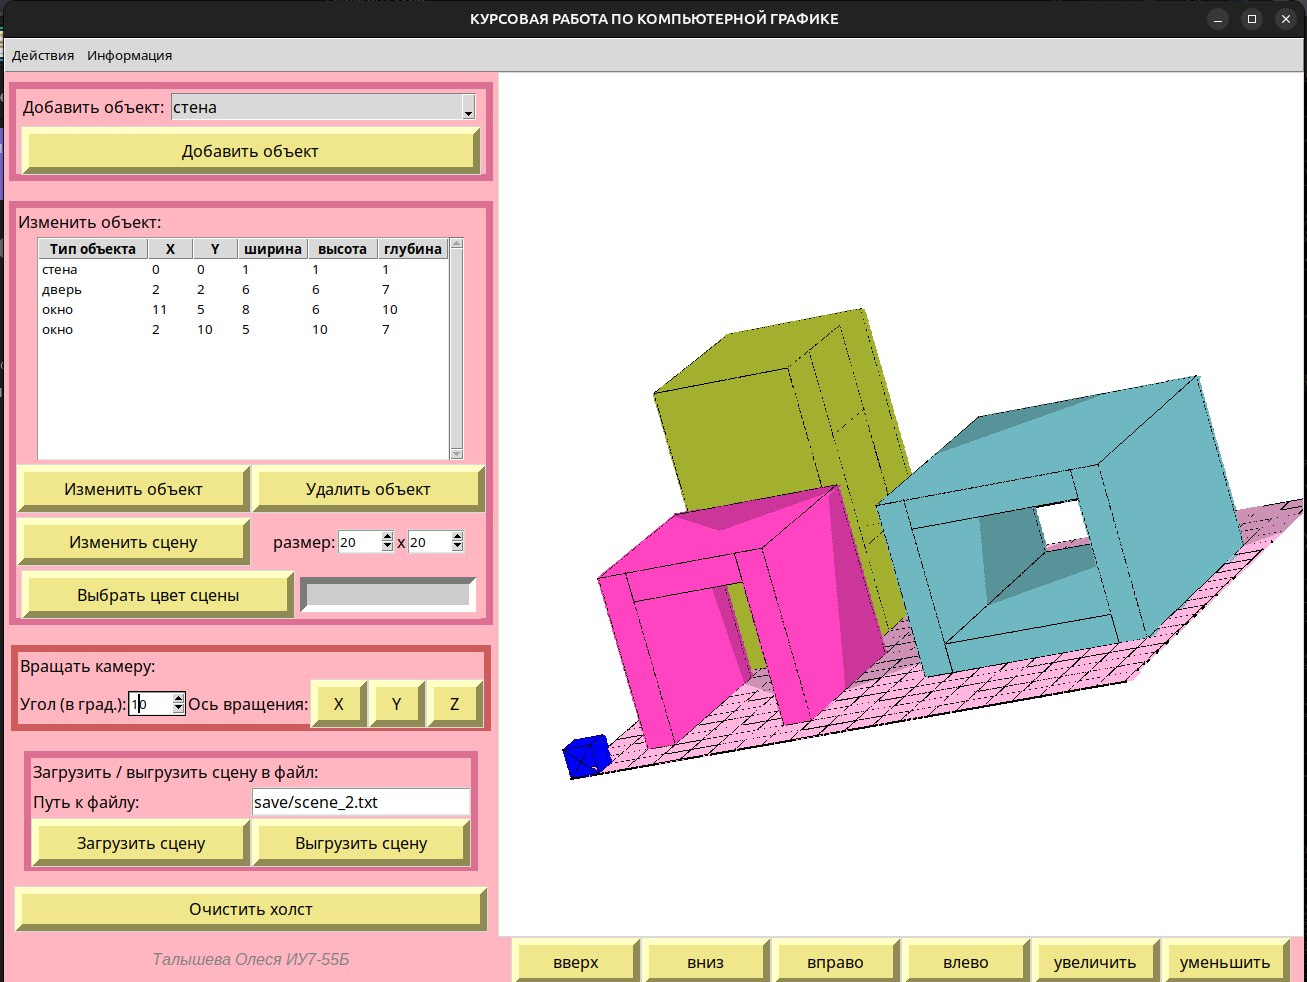 КУРСОВАЯ РАБОТА ПО КОМПЬЮТЕРНОЙ ГРАФИКЕ
Действия Информация
Добавить объект: стена
Добавить объект
Изменить объект:
Тип объекта X Y ширина высота глубина
стена 0 0 1 1 1
дверь 2 2 6 6 7
окно 11 5 8 6 10
окно 2 10 5 10 7
Изменить объект Удалить объект
Изменить сцену размер: 20 x 20
Выбрать цвет сцены
Вращать камеру:
Угол (в град.): 10 Ось вращения: X Y Z
Загрузить / выгрузить сцену в файл:
Путь к файлу: save/scene_2.txt
Загрузить сцену Выгрузить сцену
Очистить холст
Талышева Олеся ИУ7-55Б
вверх вниз вправо влево увеличить уменьшить